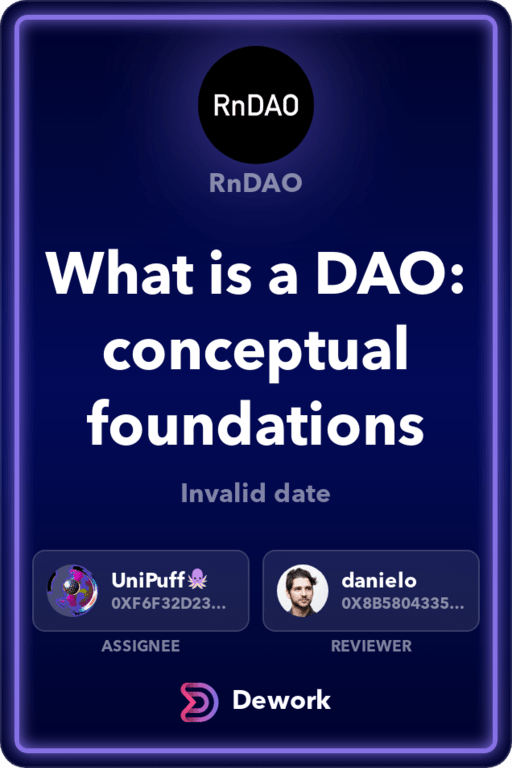 RnDAO
RnDAO
What is a DAO:
conceptual
foundations
Invalid date
UniPuff🐙
0XF6F32D23...
ASSIGNEE
danielo
0X8B5804335...
REVIEWER
Dework